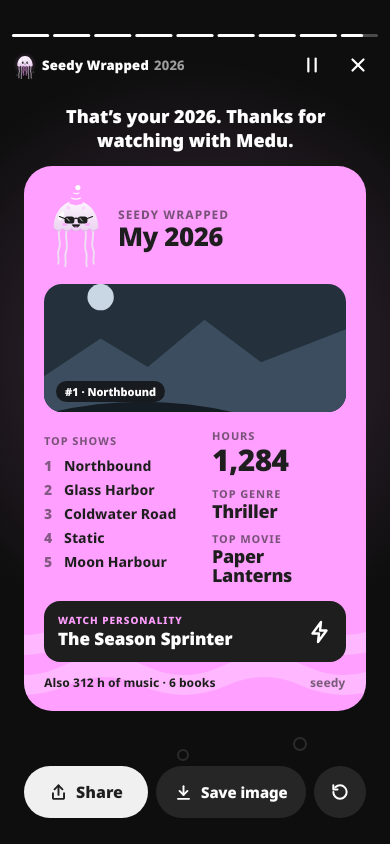 Seedy Wrapped 2026
That's your 2026. Thanks for
watching with Medu.
SEEDY WRAPPED
My 2026
#1 · Northbound
TOP SHOWS
1 Northbound
2 Glass Harbor
3 Coldwater Road
4 Static
5 Moon Harbour
HOURS
1,284
TOP GENRE
Thriller
TOP MOVIE
Paper
Lanterns
WATCH PERSONALITY
The Season Sprinter
Also 312 h of music · 6 books
seedy
Share
Save image